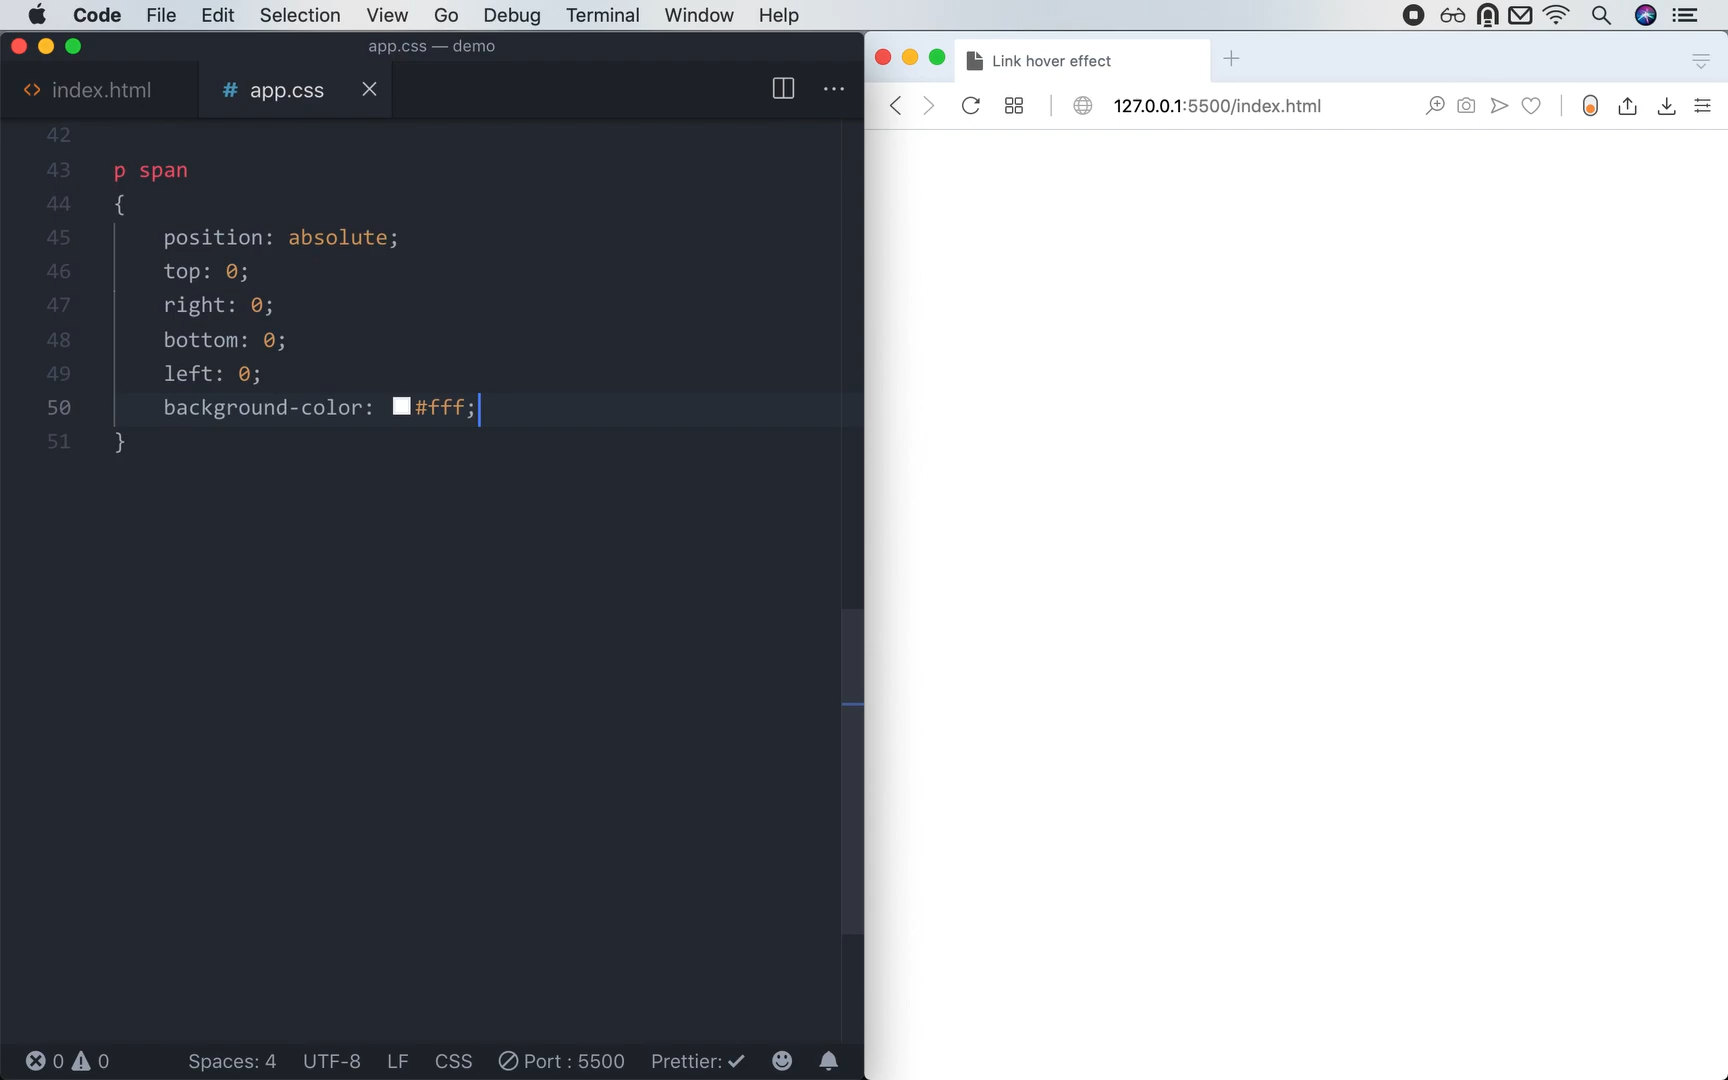 Code File Edit Selection View Go Debug Terminal Window Help
app.css — demo
index.html
# app.css
Link hover effect
127.0.0.1:5500/index.html
42
43 p span
44 {
45 position: absolute;
46 top: 0;
47 right: 0;
48 bottom: 0;
49 left: 0;
50 background-color: #fff;
51 }
0 0 Spaces: 4 UTF-8 LF CSS Port : 5500 Prettier: ✓